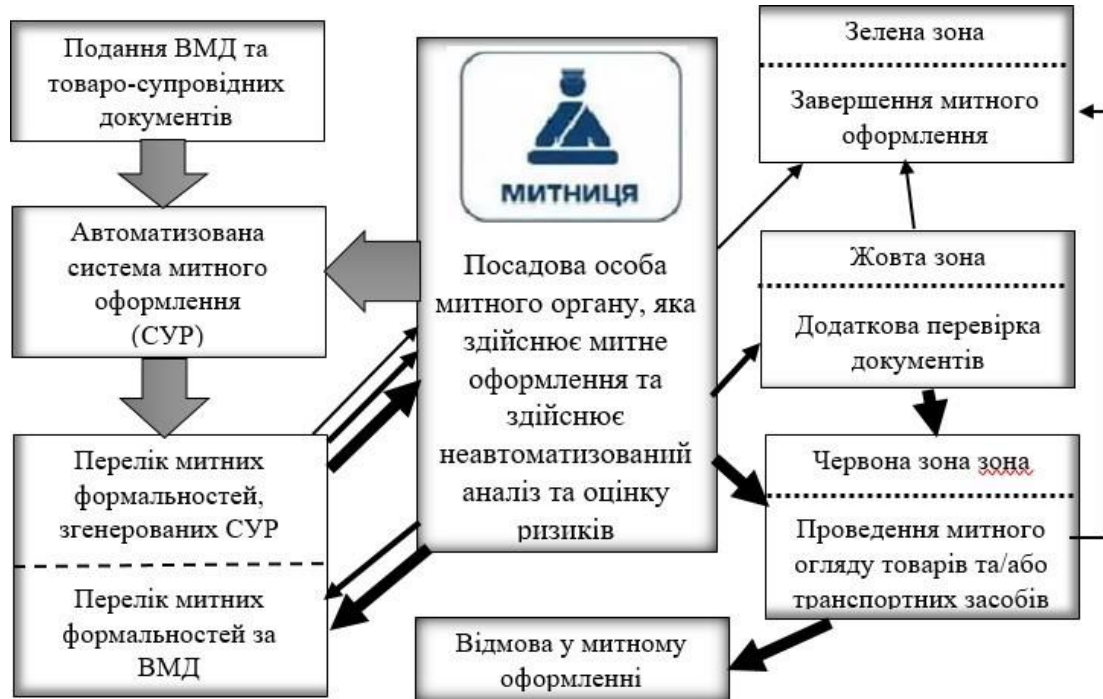 Подання ВМД та
товаро-супровідних
документів
Автоматизована
система митного
оформлення
(СУР)
Перелік митних
формальностей,
згенерованих СУР
Перелік митних
формальностей за
ВМД
МИТНИЦЯ
Посадова особа
митного органу, яка
здійснює митне
оформлення та
здійснює
неавтоматизований
аналіз та оцінку
ризиків
Відмова у митному
оформленні
Зелена зона
Завершення митного
оформлення
Жовта зона
Додаткова перевірка
документів
Червона зона зона
Проведення митного
огляду товарів та/або
транспортних засобів